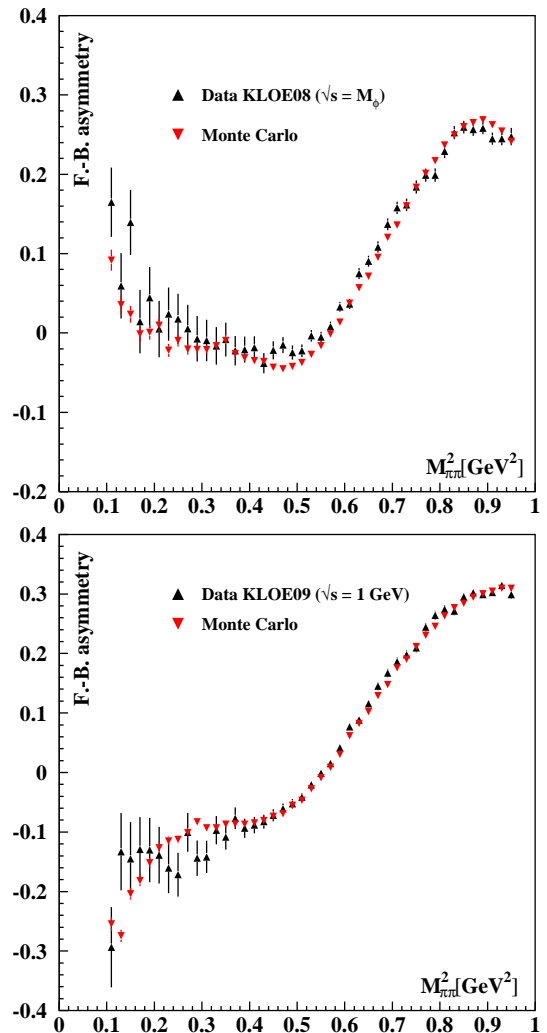 0.4
0.3
0.2
0.1
0
-0.1
-0.2
F.-B. asymmetry
Data KLOE08 (√s = Mϕ)
Monte Carlo
M²ππ[GeV²]
0 0.1 0.2 0.3 0.4 0.5 0.6 0.7 0.8 0.9 1
0.4
0.3
0.2
0.1
0
-0.1
-0.2
-0.3
-0.4
F.-B. asymmetry
Data KLOE09 (√s = 1 GeV)
Monte Carlo
M²ππ[GeV²]
0 0.1 0.2 0.3 0.4 0.5 0.6 0.7 0.8 0.9 1